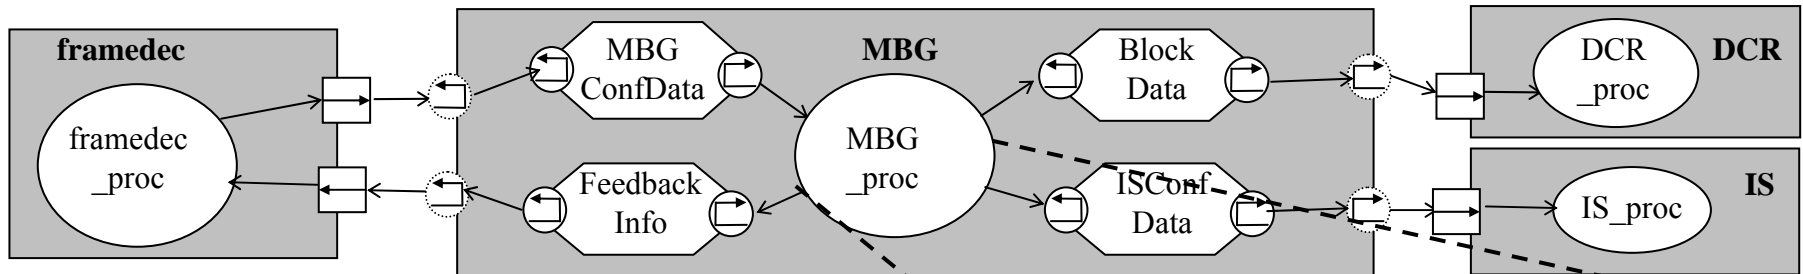 framedec
framedec
_proc
MBG
ConfData
Feedback
Info
MBG
MBG
_proc
Block
Data
ISConf
Data
DCR
_proc
DCR
IS_proc
IS